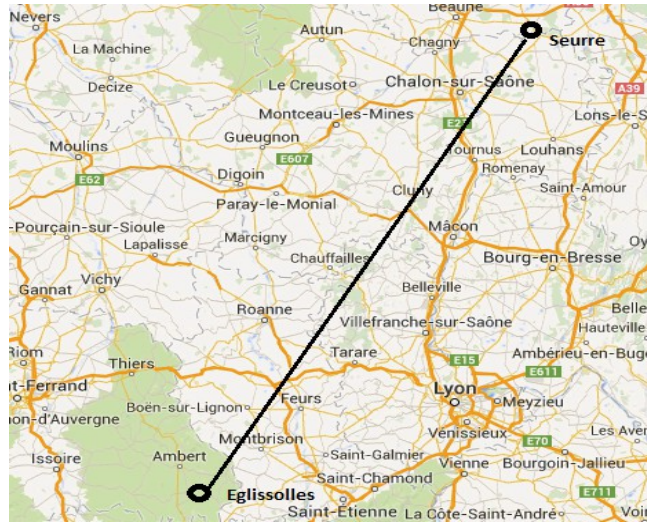 Nevers
Beaune
Autun
Seurre
La Machine
Chagny
Decize
Le Creusot
Chalon-sur-Saône
A39
Montceau-les-Mines
Lons-le-S
Moulins
Gueugnon
E607
Tournus
Louhans
E62
Digoin
Romenay
Paray-le-Monial
Cluny
Saint-Amour
-Pourçain-sur-Sioule
Marcigny
Mâcon
Lapalisse
Chauffailles
Bourg-en-Bresse
Oy
Gannat
Vichy
Belleville
Belle
Roanne
Villefranche-sur-Saône
Hauteville
Riom
Thiers
Tarare
E15
E611
Ambérieu-en-Bug
nt-Ferrand
Boën-sur-Lignon
Feurs
Lyon
Meyzieu
non-d'Auvergne
Vénissieux
E70
Montbrison
Les Ave
Issoire
Ambert
Saint-Galmier
Vienne
Bourgoin-Jallieu
Saint-Chamond
E711
Eglissolles
Saint-Étienne
La Côte-Saint-André
Voir